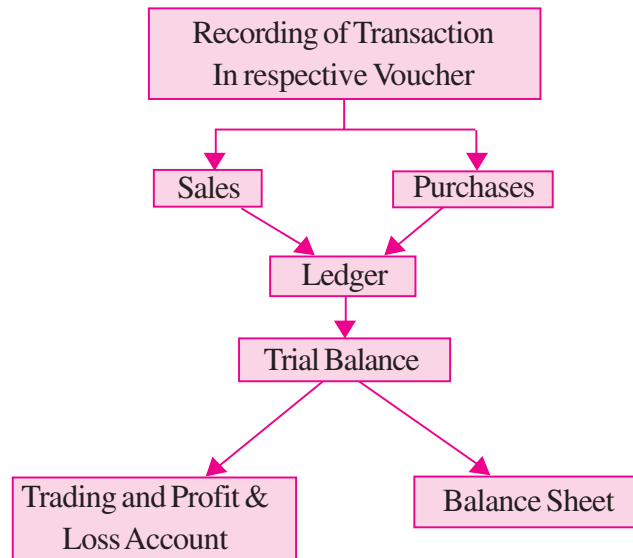 Recording of Transaction
In respective Voucher
Sales
Purchases
Ledger
Trial Balance
Trading and Profit &
Loss Account
Balance Sheet